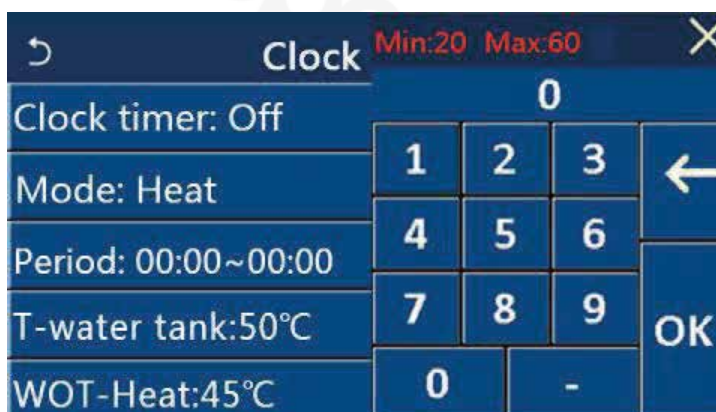 Clock
Clock timer: Off
Mode: Heat
Period: 00:00~00:00
T-water tank:50℃
WOT-Heat:45℃
Min:20 Max:60
0
1 2 3
4 5 6
7 8 9
0 -
OK